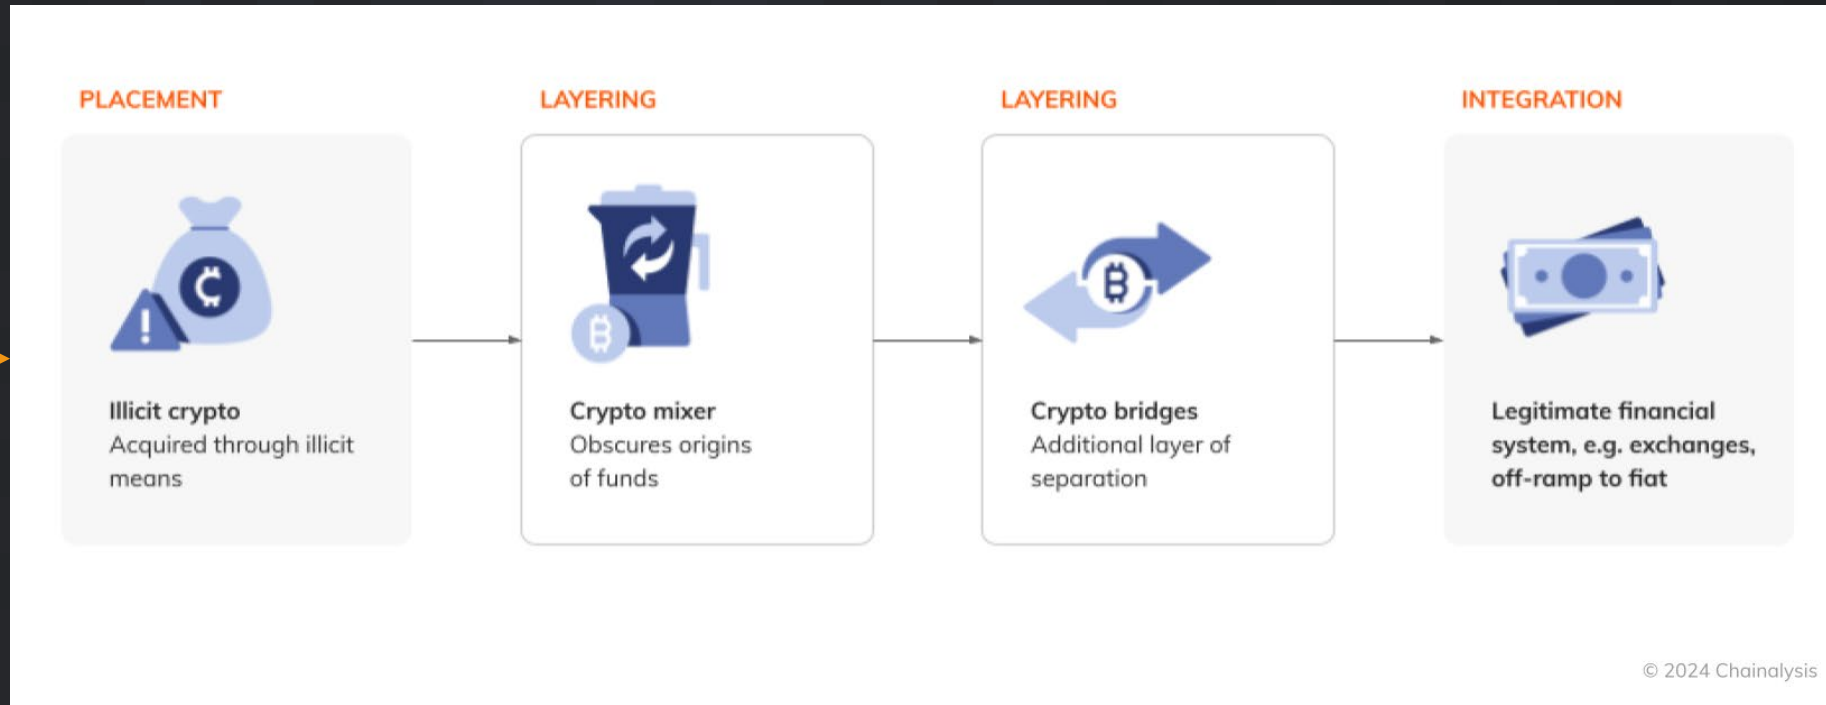 PLACEMENT
Illicit crypto
Acquired through illicit
means
LAYERING
Crypto mixer
Obscures origins
of funds
LAYERING
Crypto bridges
Additional layer of
separation
INTEGRATION
Legitimate financial
system, e.g. exchanges,
off-ramp to fiat
© 2024 Chainalysis